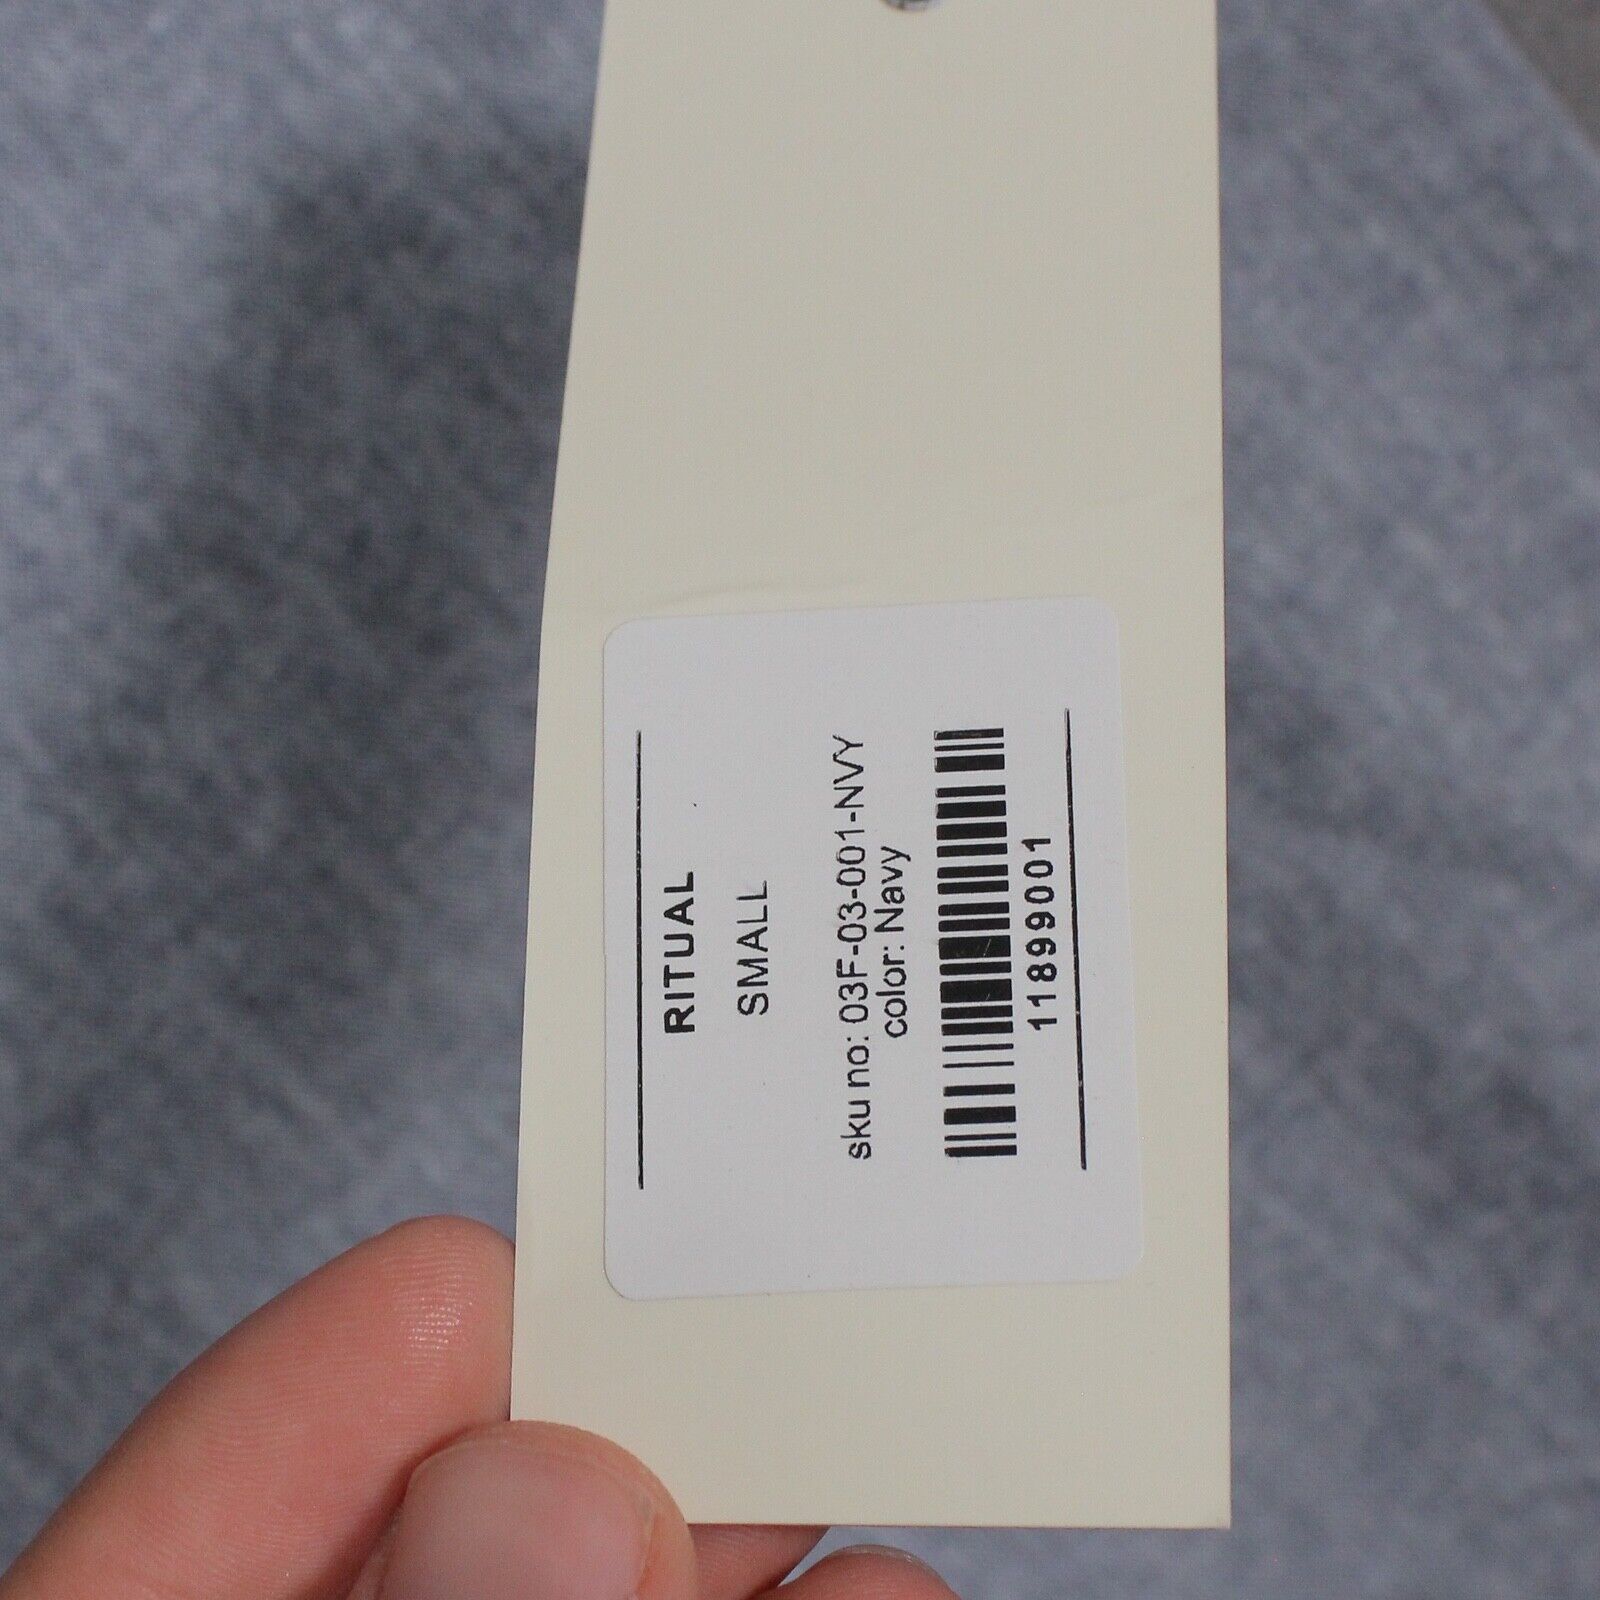 RITUAL
SMALL
sku no: 03F-03-001-NVY
color: Navy
11899001